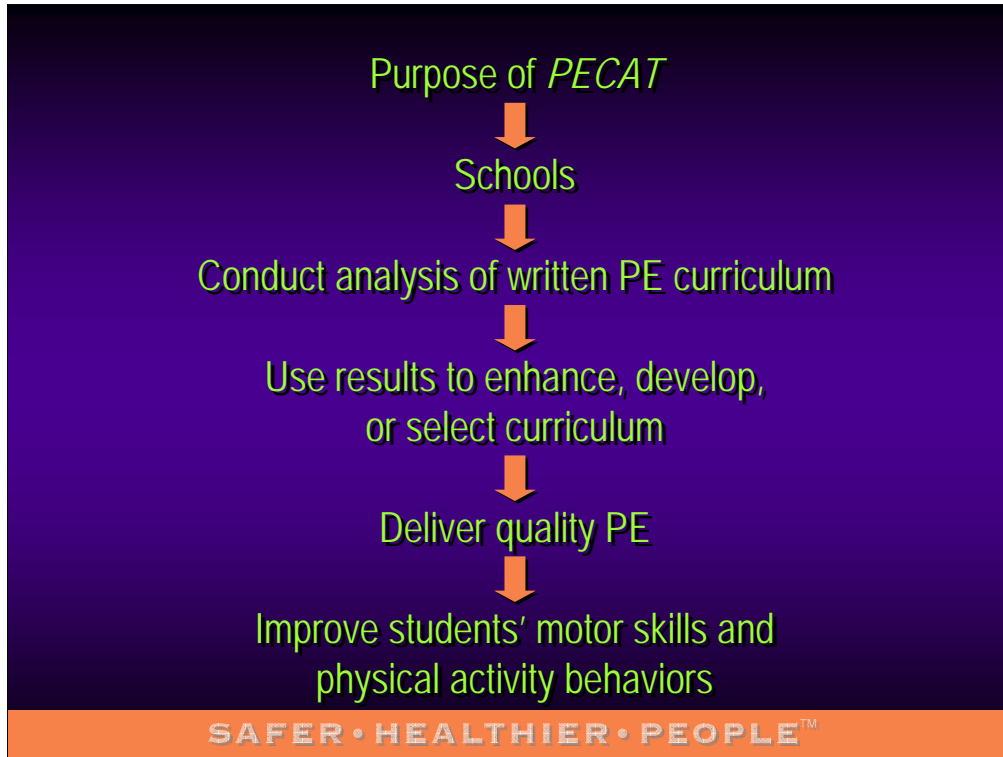 Purpose of PECAT
Schools
Conduct analysis of written PE curriculum
Use results to enhance, develop,
or select curriculum
Deliver quality PE
Improve students’ motor skills and
physical activity behaviors
SAFER • HEALTHIER • PEOPLE™